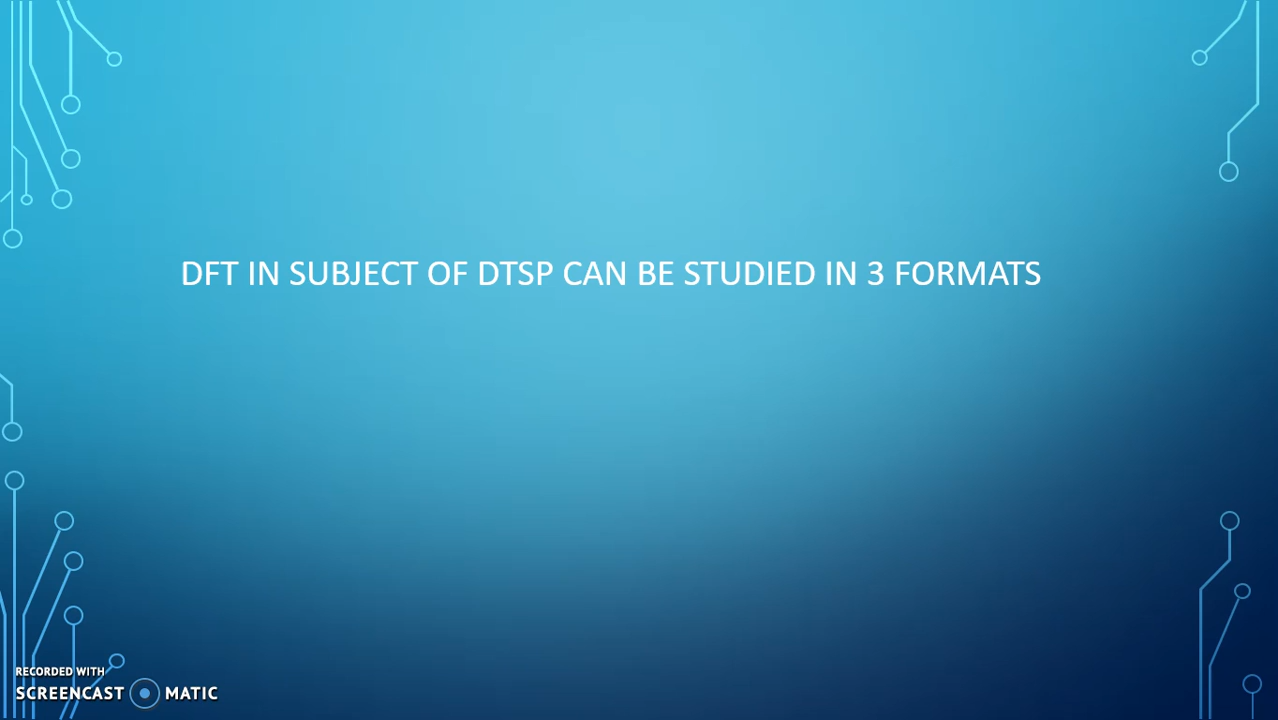 DFT IN SUBJECT OF DTSP CAN BE STUDIED IN 3 FORMATS
RECORDED WITH
SCREENCAST MATIC